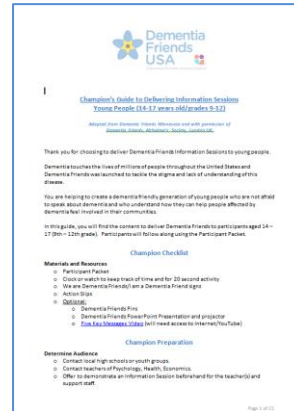 Dementia
Friends
USA
Champion's Guide to Delivering Information Sessions
Young People (14-17 years old/grades 9-12)
Adapted from Dementia Friends Minnesota and with permission of
Dementia Friends, Alzheimer's Society, London UK.
Thank you for choosing to deliver Dementia Friends Information Sessions to young people.
Dementia touches the lives of millions of people throughout the United States and
Dementia Friends was launched to tackle the stigma and lack of understanding of this
disease.
You are helping to create a dementia friendly generation of young people who are not afraid
to speak about dementia and who understand how they can help people affected by
dementia feel involved in their communities.
In this guide, you will find the content to deliver Dementia Friends to participants aged 14 –
17 (9th – 12th grade). Participants will follow along using the Participant Packet.
Champion Checklist
Materials and Resources
o Participant Packet
o Clock or watch to keep track of time and for 20 second activity
o We are Dementia Friends/I am a Dementia Friend signs
o Action Slips
o Optional:
o Dementia Friends Pins
o Dementia Friends PowerPoint Presentation and projector
o Five Key Messages Video (will need access to internet/YouTube)
Champion Preparation
Determine Audience
o Contact local high schools or youth groups.
o Contact teachers of Psychology, Health, Economics.
o Offer to demonstrate an Information Session beforehand for the teacher(s) and
support staff.